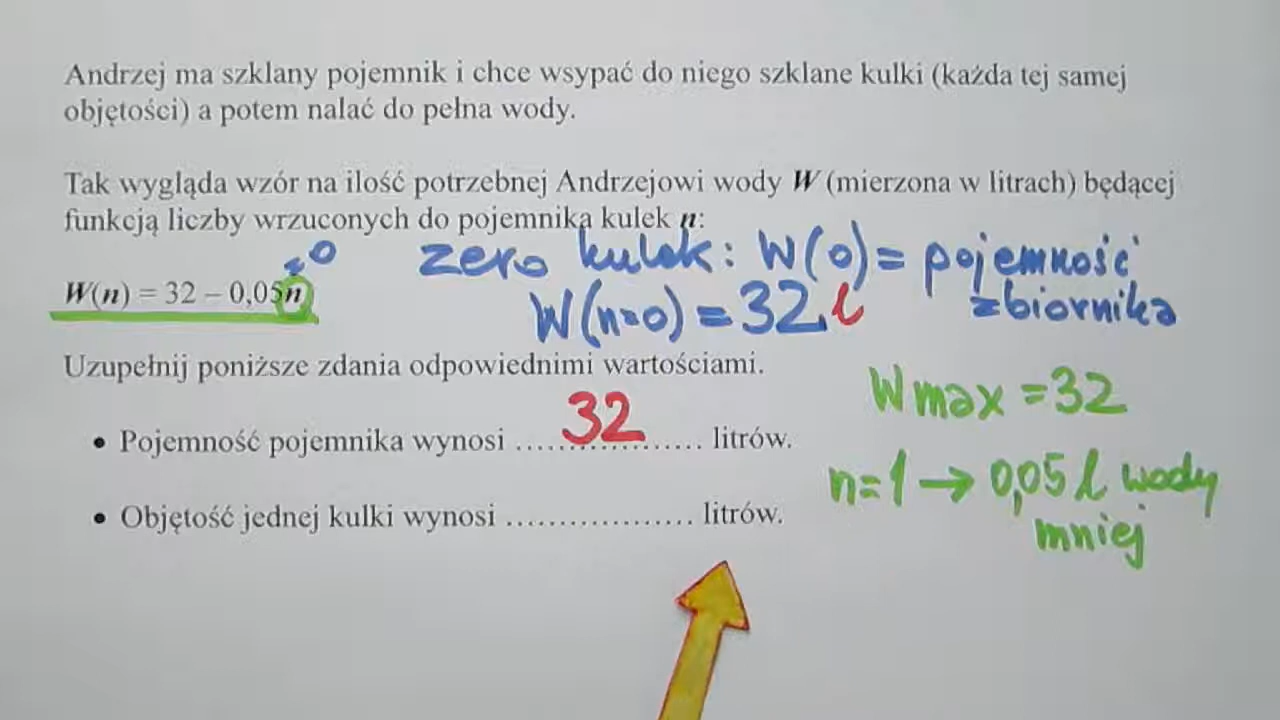 Andrzej ma szklany pojemnik i chce wsypać do niego szklane kulki (każda tej samej
objętości) a potem nalać do pełna wody.
Tak wygląda wzór na ilość potrzebnej Andrzejowi wody W (mierzona w litrach) będącej
funkcją liczby wrzuconych do pojemnika kulek n:
zero kulek: W(0) = pojemność
zbiornika
W(n) = 32 – 0,05n
W(n=0) = 32 l
Uzupełnij poniższe zdania odpowiednimi wartościami.
W max = 32
Pojemność pojemnika wynosi ....32.... litrów.
n=1 → 0,05 l wody
mniej
Objętość jednej kulki wynosi .................. litrów.